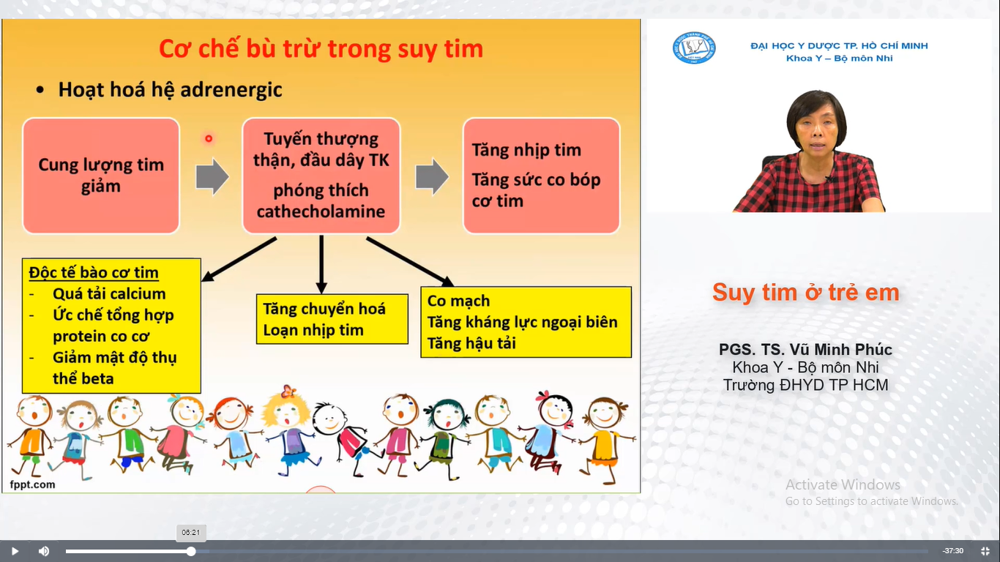 Cơ chế bù trừ trong suy tim
• Hoạt hoá hệ adrenergic
Cung lượng tim
giảm
Tuyến thượng
thận, đầu dây TK
phóng thích
cathecholamine
Tăng nhịp tim
Tăng sức co bóp
cơ tim
Độc tế bào cơ tim
- Quá tải calcium
- Ức chế tổng hợp
protein co cơ
- Giảm mật độ thụ
thể beta
Tăng chuyển hoá
Loạn nhịp tim
Co mạch
Tăng kháng lực ngoại biên
Tăng hậu tải
fppt.com
ĐẠI HỌC Y DƯỢC TP. HỒ CHÍ MINH
Khoa Y – Bộ môn Nhi
Suy tim ở trẻ em
PGS. TS. Vũ Minh Phúc
Khoa Y - Bộ môn Nhi
Trường ĐHYD TP HCM
Activate Windows
Go to Settings to activate Windows.
06:21
-37:30